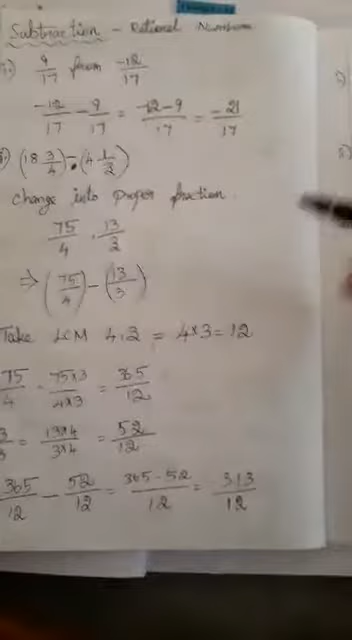 Subtraction - Rational Numbers
9/17 from -12/17
-12/17 - 9/17 = -12-9/17 = -21/17
(18 3/4) - (4 1/3)
Change into proper fraction.
75/4 , 13/3
⇒ (75/4) - (13/3)
Take LCM 4,3 = 4×3 = 12
75/4 = 75×3/4×3 = 365/12
= 13×4/3×4 = 52/12
365/12 - 52/12 = 365-52/12 = 313/12